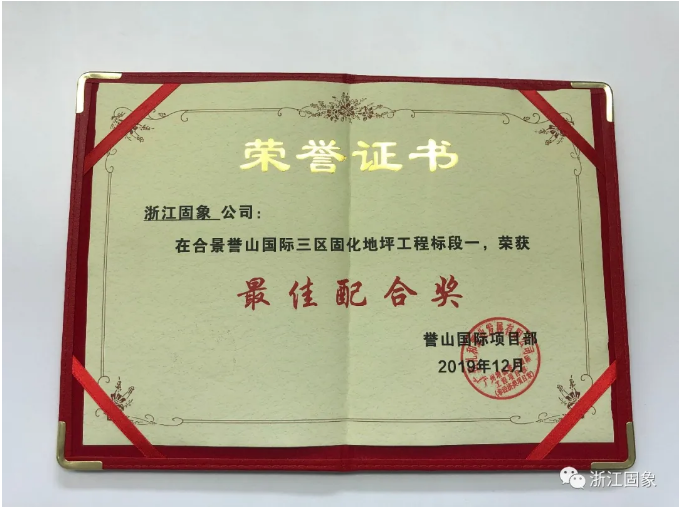 荣誉证书
浙江固象 公司：
在合景誉山国际三区固化地坪工程标段一，荣获
最佳配合奖
誉山国际项目部
2019年12月
浙江固象